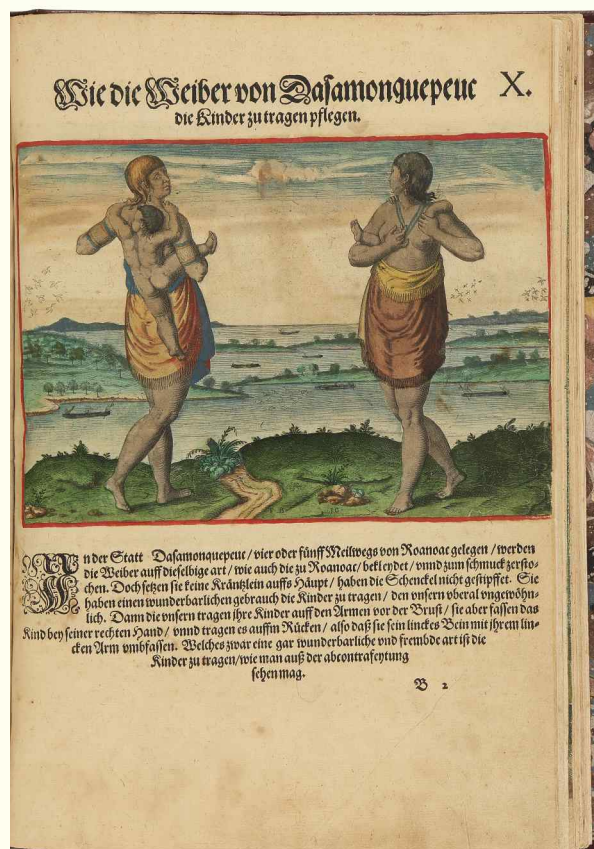 Wie die Weiber von Dasamonquepeuc X.
die Kinder zu tragen pflegen.
IN der Statt Dasamonquepeuc / vier oder fünff Meilwegs von Roanoac gelegen / werden
die Weiber auff dieselbige art / wie auch die zu Roanoac / bekleydet / vnnd zum schmuck zersto-
chen. Doch setzen sie keine Kräntzlein auffs Häupt / haben die Schenckel nicht gestipffet. Sie
haben einen wunderbarlichen gebrauch die Kinder zu tragen / den vnsern vberal vngewöhn-
lich. Dann die vnsern tragen jhre Kinder auff den Armen vor der Brust / sie aber fassen das
Kind bey seiner rechten Hand / vnnd tragen es auffm Rücken / also daß sie sein linckes Bein mit jhrem lin-
cken Arm vmbfassen. Welches zwar eine gar wunderbarliche vnd frembde art ist die
Kinder zu tragen / wie man auß der abcontrafeytung
sehen mag.
B 2